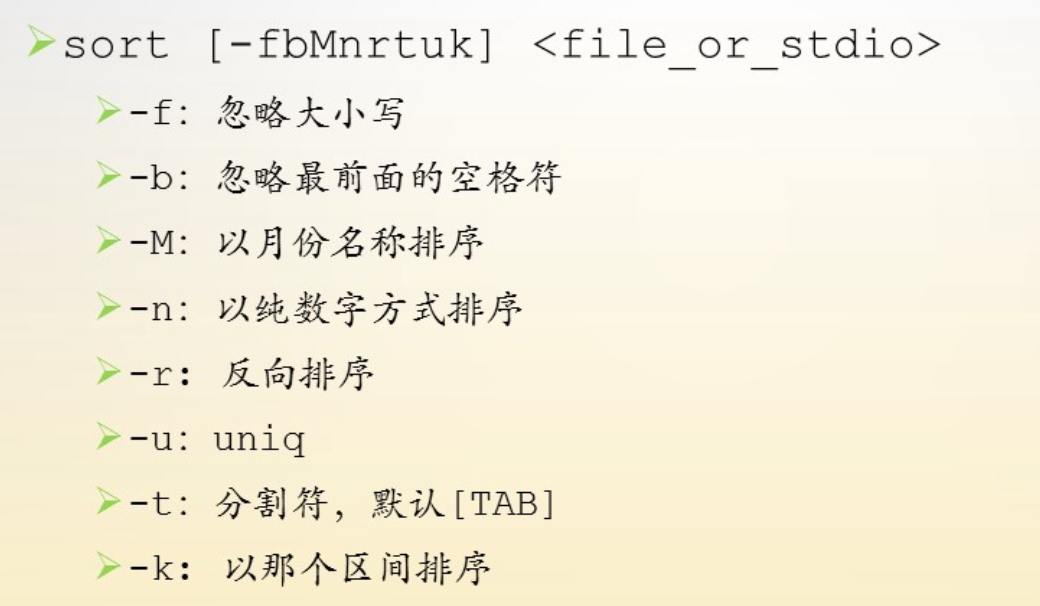 sort [-fbMnrtuk] <file_or_stdio>
-f: 忽略大小写
-b: 忽略最前面的空格符
-M: 以月份名称排序
-n: 以纯数字方式排序
-r: 反向排序
-u: uniq
-t: 分割符，默认[TAB]
-k: 以那个区间排序